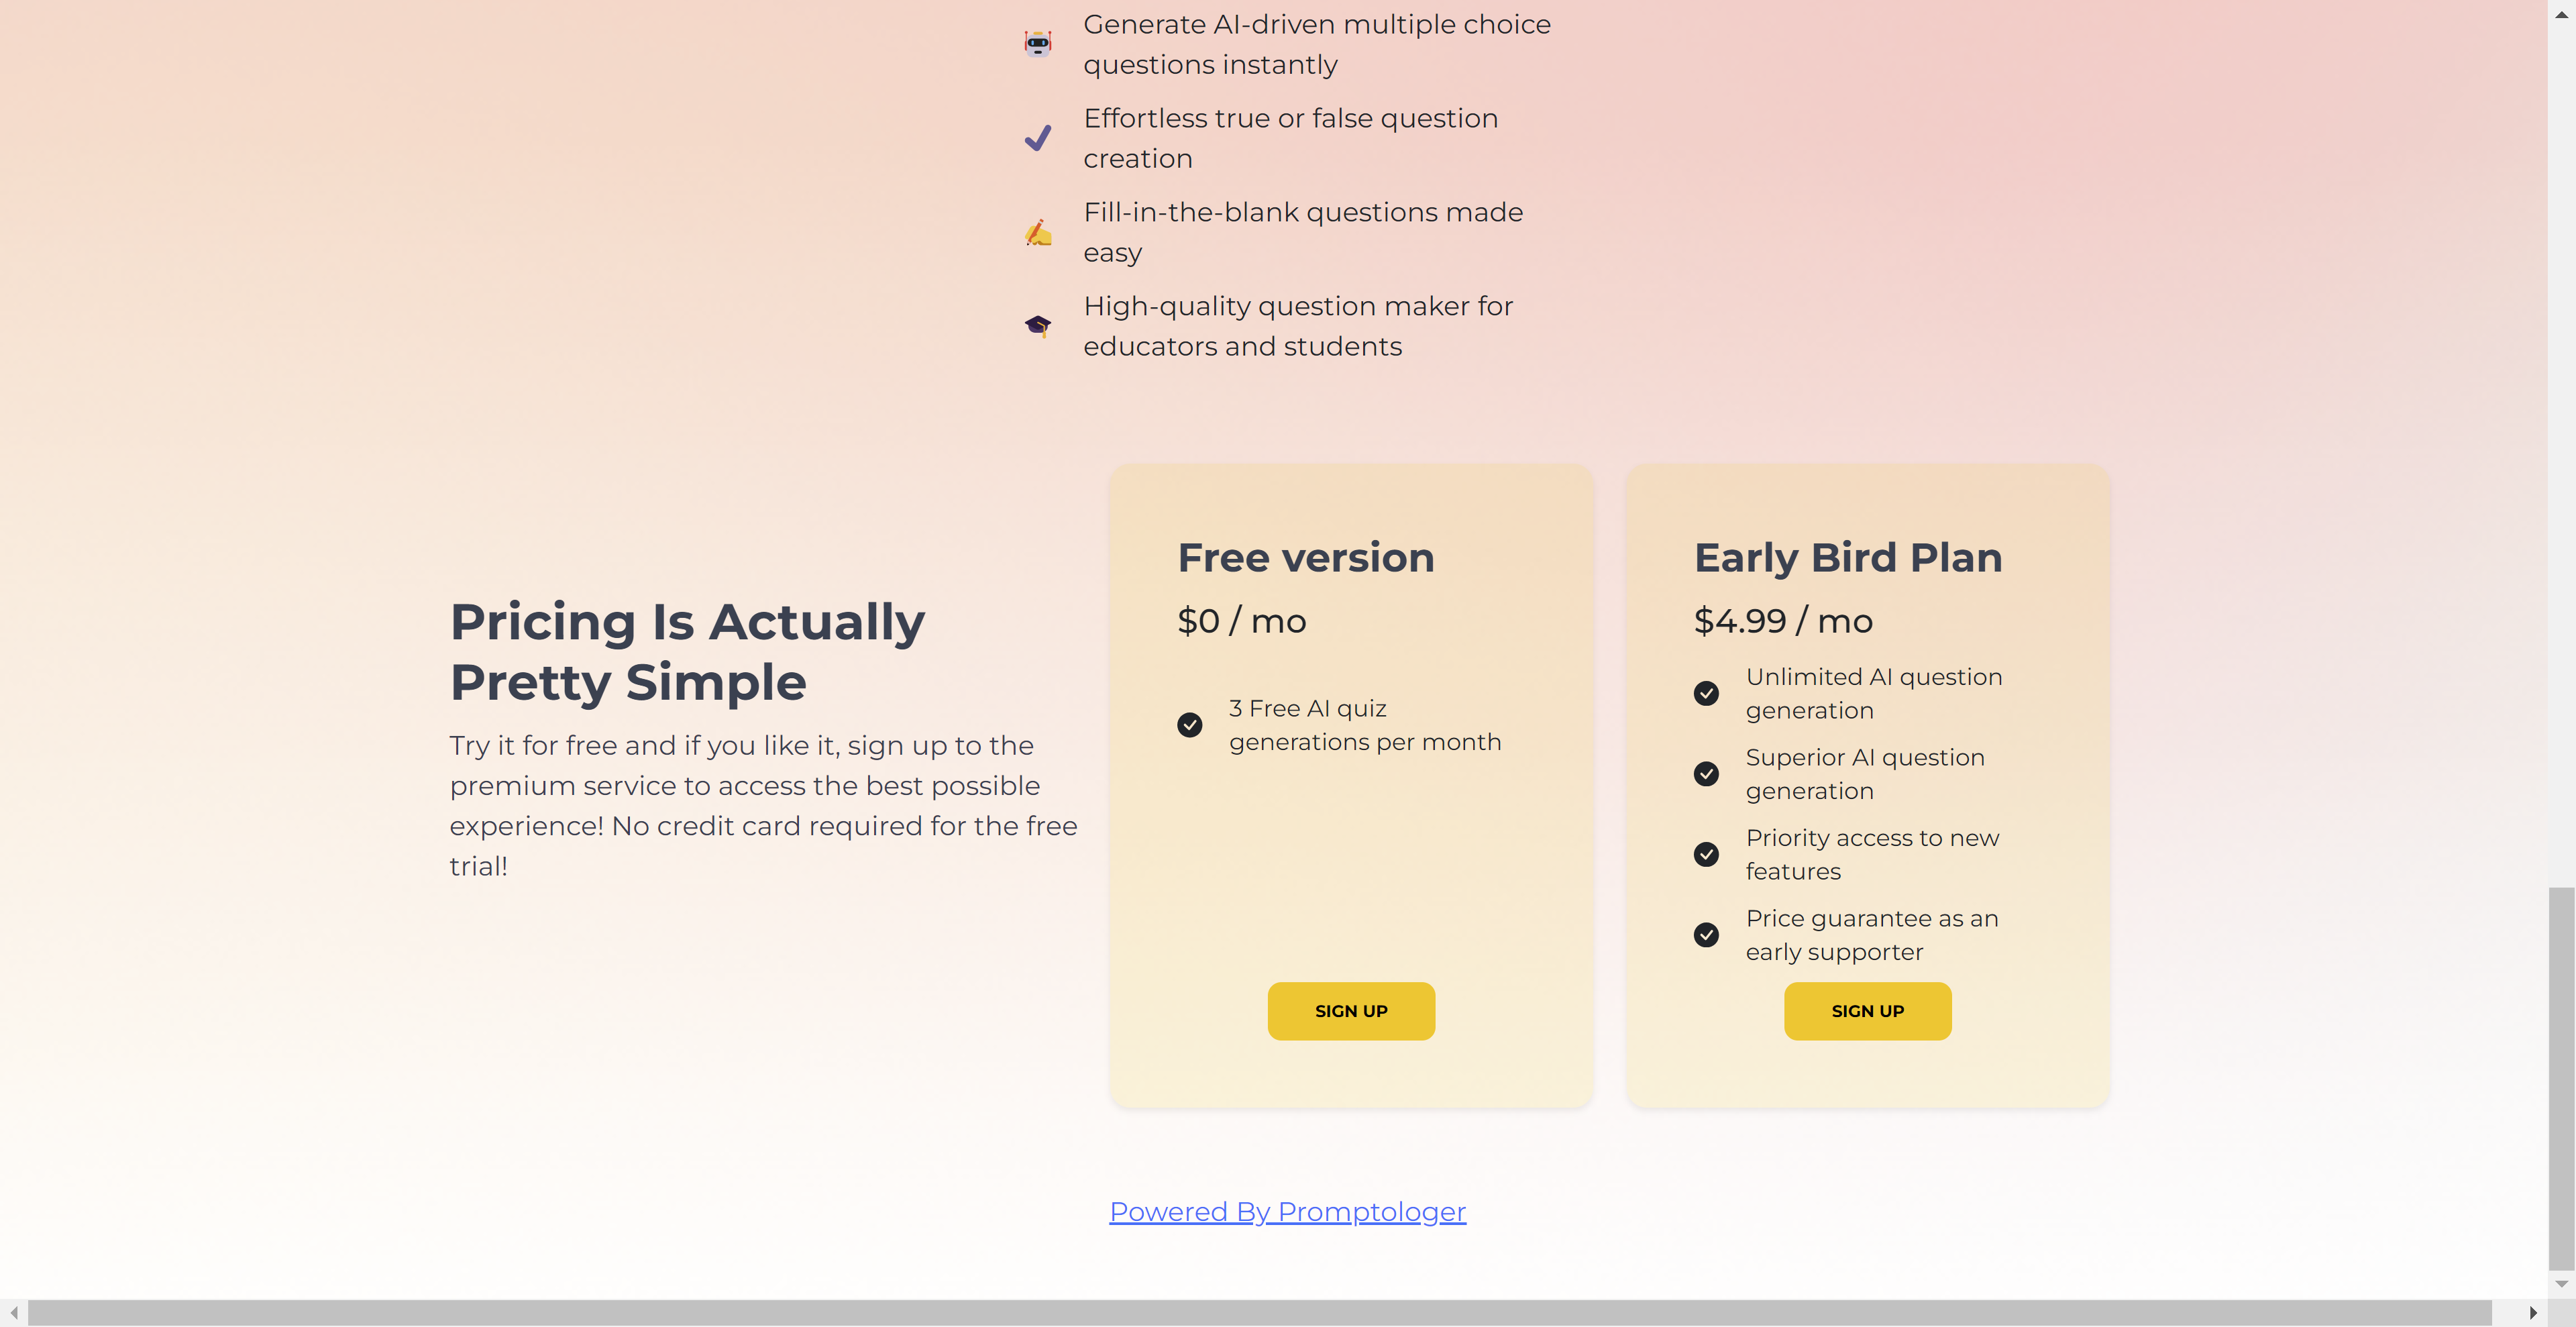 Generate AI-driven multiple choice
questions instantly
Effortless true or false question
creation
Fill-in-the-blank questions made
easy
High-quality question maker for
educators and students
Pricing Is Actually
Pretty Simple
Try it for free and if you like it, sign up to the
premium service to access the best possible
experience! No credit card required for the free
trial!
Free version
$0 / mo
3 Free AI quiz
generations per month
SIGN UP
Early Bird Plan
$4.99 / mo
Unlimited AI question
generation
Superior AI question
generation
Priority access to new
features
Price guarantee as an
early supporter
SIGN UP
Powered By Promptologer